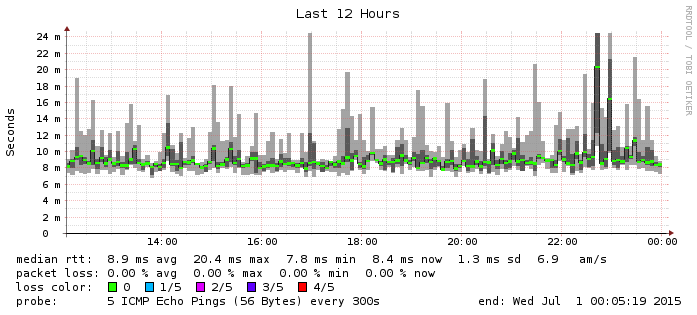 Last 12 Hours
RRDTOOL / TOBI OETIKER
Seconds
24 m
22 m
20 m
18 m
16 m
14 m
12 m
10 m
8 m
6 m
4 m
2 m
0
14:00 16:00 18:00 20:00 22:00 00:00
median rtt: 8.9 ms avg 20.4 ms max 7.8 ms min 8.4 ms now 1.3 ms sd 6.9 am/s
packet loss: 0.00 % avg 0.00 % max 0.00 % min 0.00 % now
loss color: 0 1/5 2/5 3/5 4/5
probe: 5 ICMP Echo Pings (56 Bytes) every 300s end: Wed Jul 1 00:05:19 2015